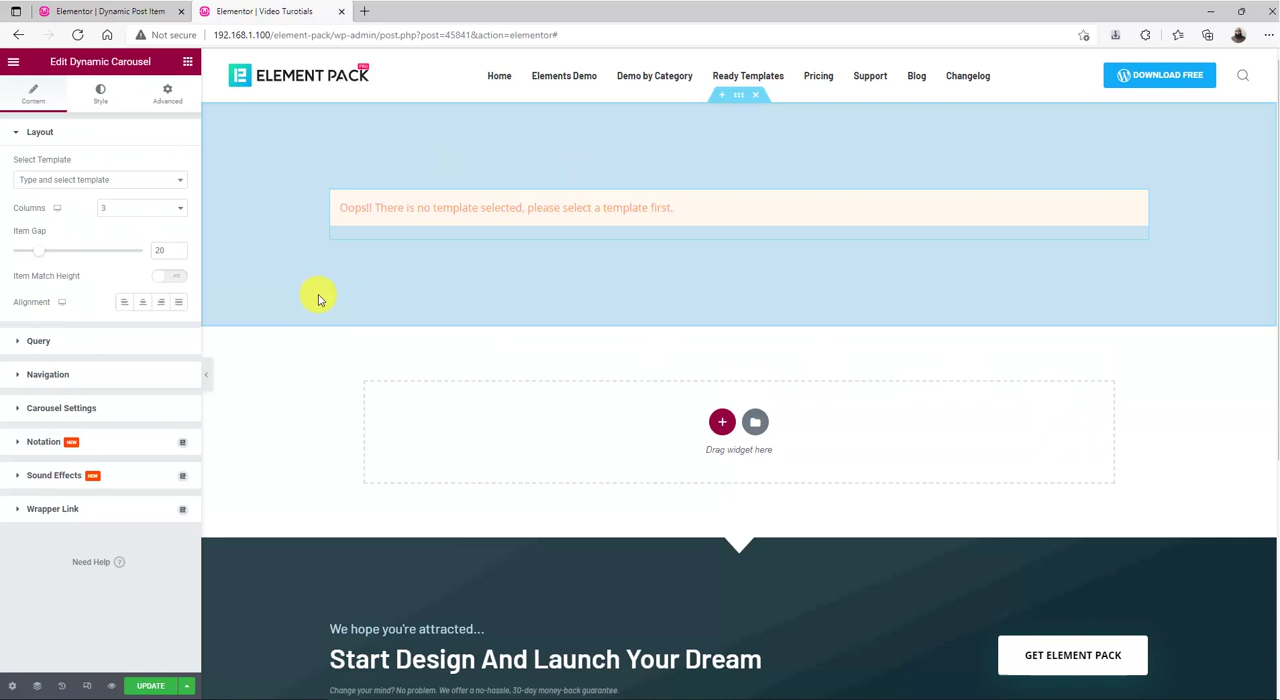 Elementor | Dynamic Post Item
Elementor | Video Turotials
Not secure
192.168.1.100/element-pack/wp-admin/post.php?post=45841&action=elementor#
Edit Dynamic Carousel
Content
Style
Advanced
Layout
Select Template
Type and select template
Columns
3
Item Gap
20
Item Match Height
NO
Alignment
Query
Navigation
Carousel Settings
Notation NEW
Sound Effects NEW
Wrapper Link
Need Help ?
UPDATE
ELEMENT PACK PRO
Home
Elements Demo
Demo by Category
Ready Templates
Pricing
Support
Blog
Changelog
DOWNLOAD FREE
Oops!! There is no template selected, please select a template first.
Drag widget here
We hope you're attracted...
Start Design And Launch Your Dream
Change your mind? No problem. We offer a no-hassle, 30-day money-back guarantee.
GET ELEMENT PACK